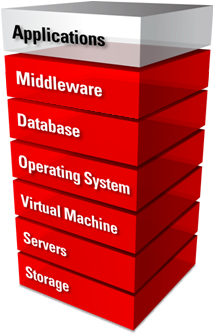 Applications
Middleware
Database
Operating System
Virtual Machine
Servers
Storage